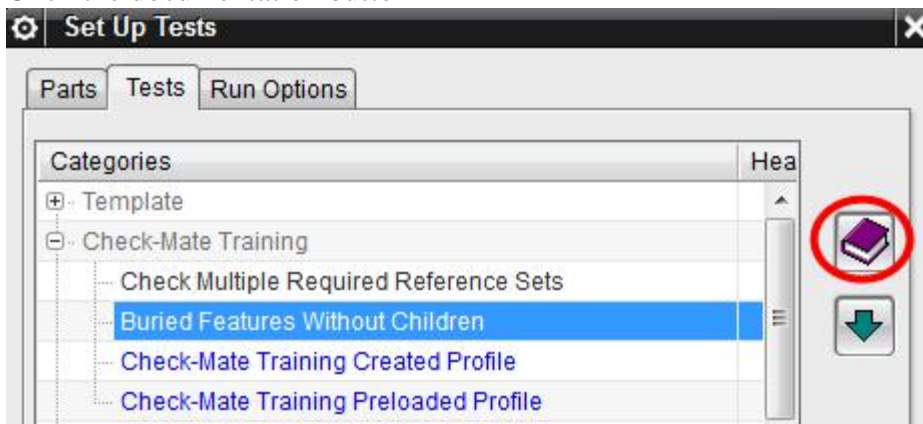 Set Up Tests
Parts Tests Run Options
Categories Hea
Template
Check-Mate Training
Check Multiple Required Reference Sets
Buried Features Without Children
Check-Mate Training Created Profile
Check-Mate Training Preloaded Profile